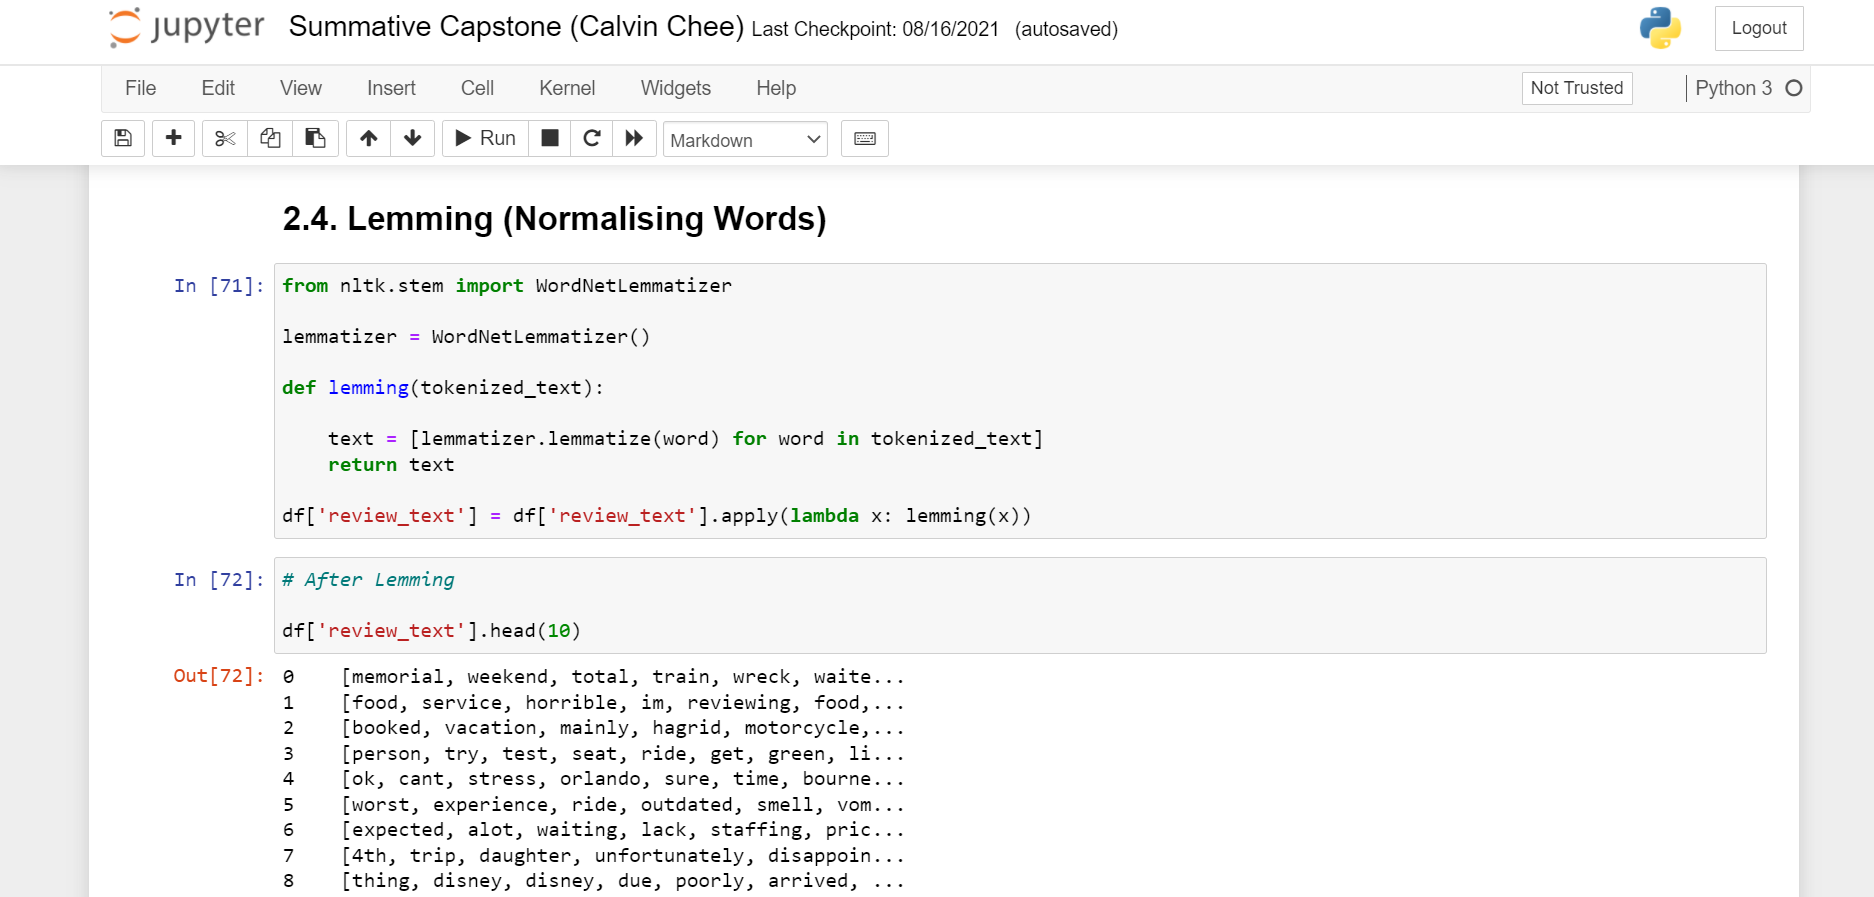 jupyter Summative Capstone (Calvin Chee) Last Checkpoint: 08/16/2021 (autosaved) Logout
File Edit View Insert Cell Kernel Widgets Help Not Trusted Python 3
Run Markdown
2.4. Lemming (Normalising Words)
In [71]: from nltk.stem import WordNetLemmatizer
lemmatizer = WordNetLemmatizer()
def lemming(tokenized_text):
text = [lemmatizer.lemmatize(word) for word in tokenized_text]
return text
df['review_text'] = df['review_text'].apply(lambda x: lemming(x))
In [72]: # After Lemming
df['review_text'].head(10)
Out[72]: 0 [memorial, weekend, total, train, wreck, waite...
1 [food, service, horrible, im, reviewing, food,...
2 [booked, vacation, mainly, hagrid, motorcycle,...
3 [person, try, test, seat, ride, get, green, li...
4 [ok, cant, stress, orlando, sure, time, bourne...
5 [worst, experience, ride, outdated, smell, vom...
6 [expected, alot, waiting, lack, staffing, pric...
7 [4th, trip, daughter, unfortunately, disappoin...
8 [thing, disney, disney, due, poorly, arrived, ...